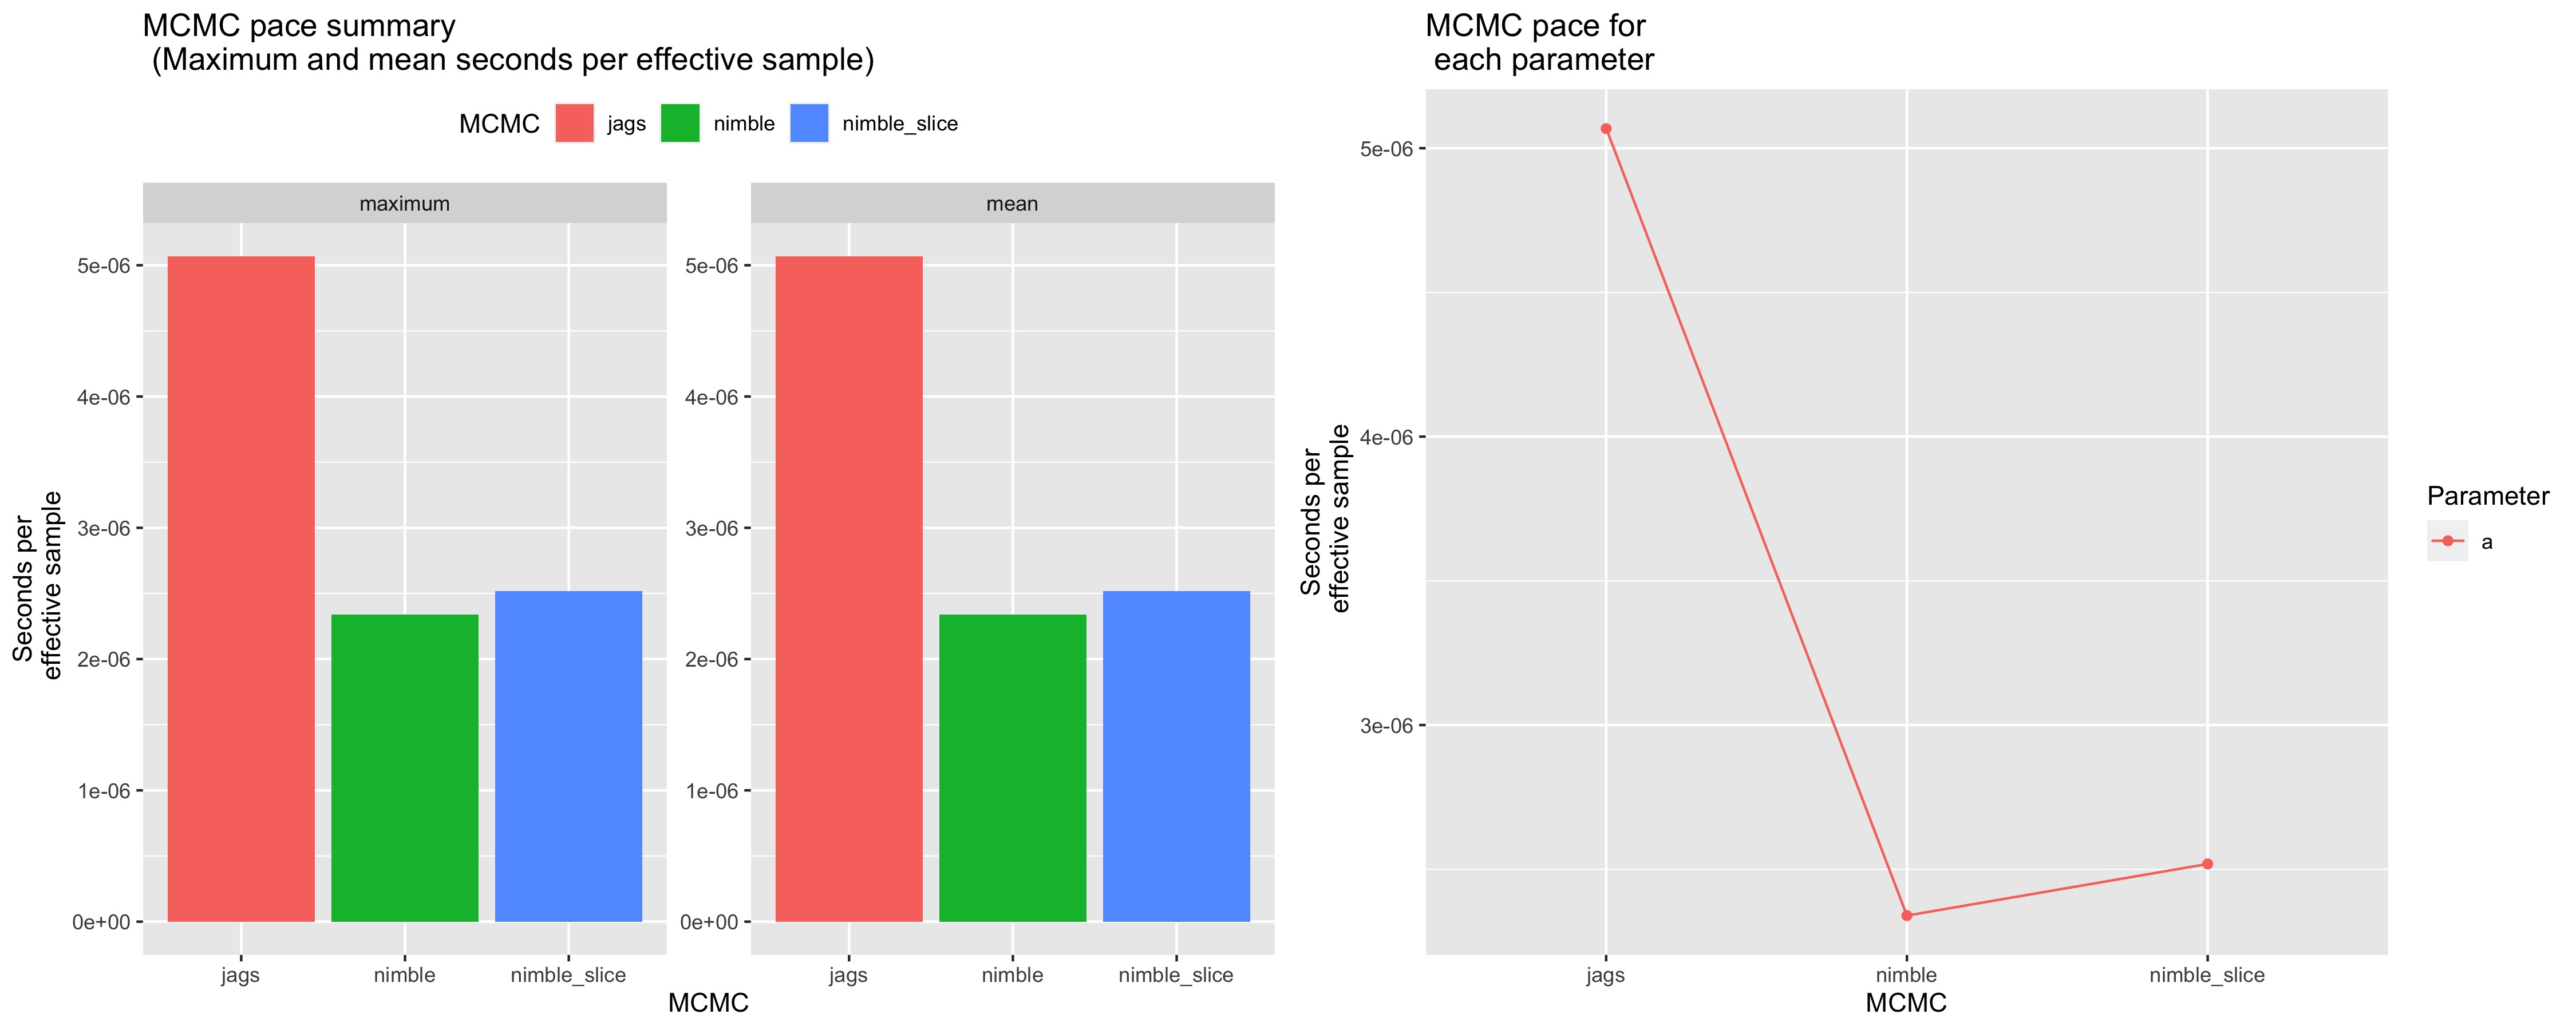 MCMC pace summary
(Maximum and mean seconds per effective sample)
MCMC jags nimble nimble_slice
maximum
mean
5e-06
4e-06
3e-06
2e-06
1e-06
0e+00
5e-06
4e-06
3e-06
2e-06
1e-06
0e+00
Seconds per
effective sample
jags nimble nimble_slice
jags nimble nimble_slice
MCMC
MCMC pace for
each parameter
5e-06
4e-06
3e-06
Seconds per
effective sample
jags nimble nimble_slice
MCMC
Parameter
a